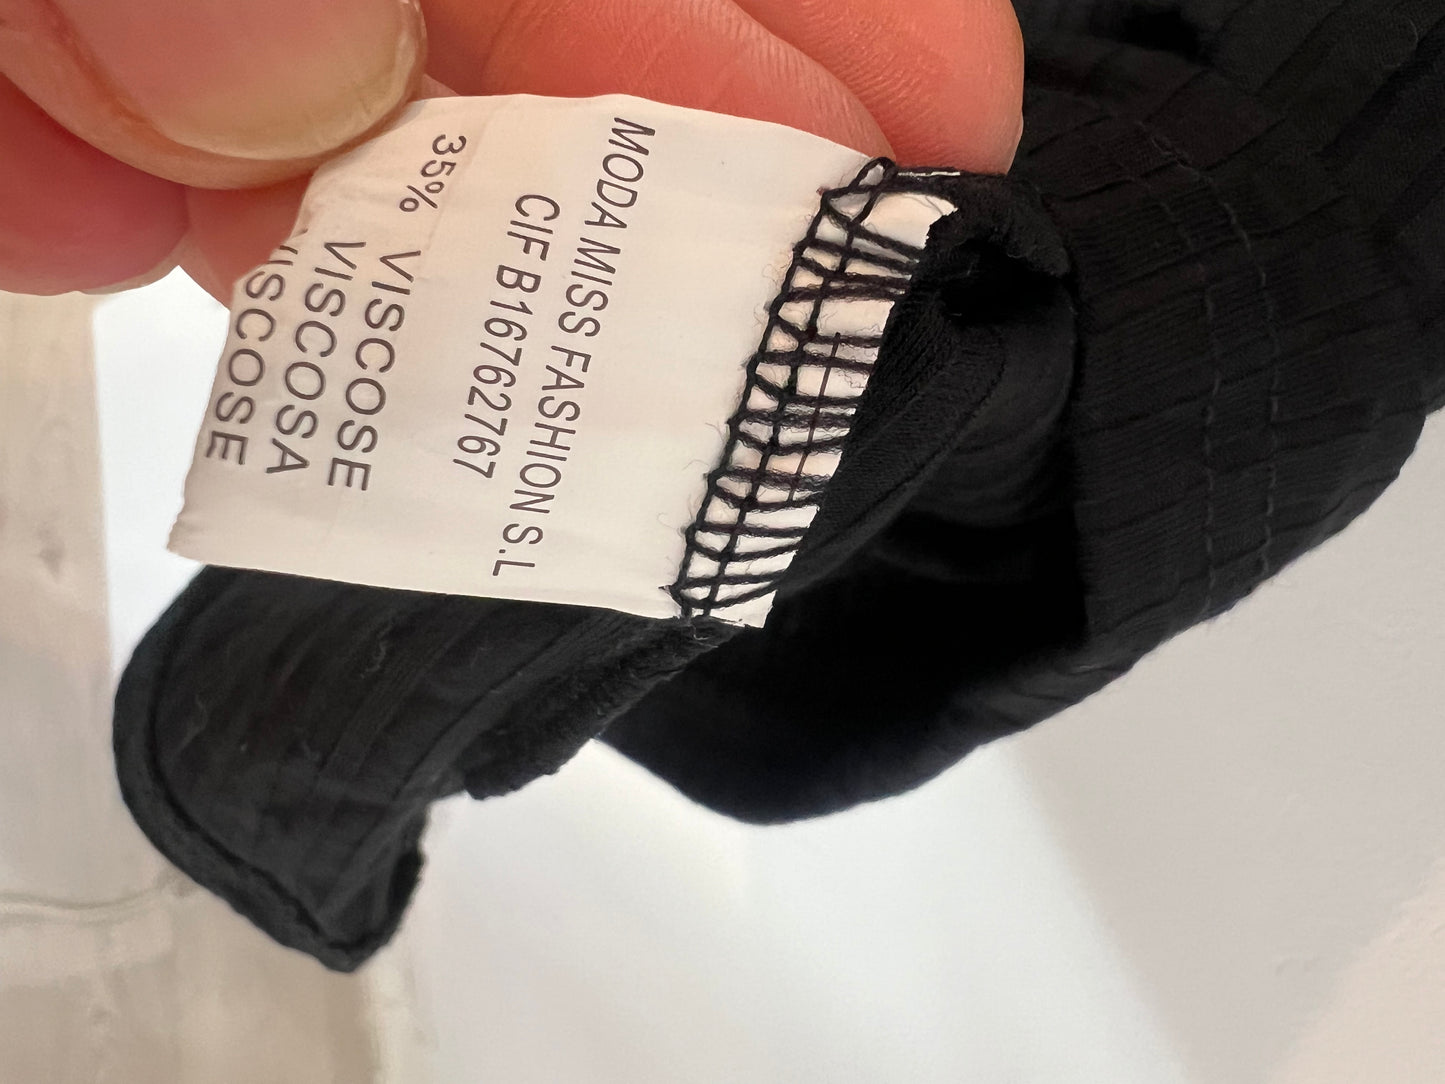 MODA MISS FASHION S.L
CIF B16762767
35% VISCOSE
VISCOSA
VISCOSE